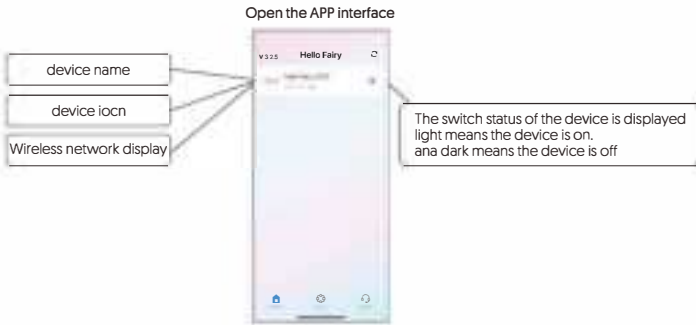 Open the APP interface
V 3.2.5 Hello Fairy
device name
device iocn
Wireless network display
The switch status of the device is displayed
light means the device is on.
ana dark means the device is off